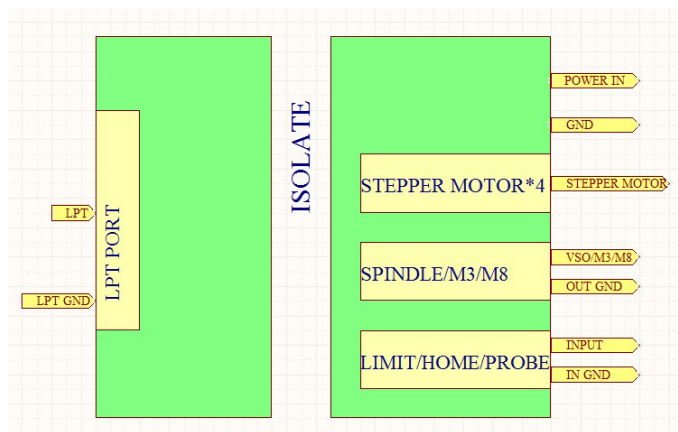 LPT
LPT GND
LPT PORT
ISOLATE
POWER IN
GND
STEPPER MOTOR*4
STEPPER MOTOR
SPINDLE/M3/M8
VSO/M3/M8
OUT GND
LIMIT/HOME/PROBE
INPUT
IN GND